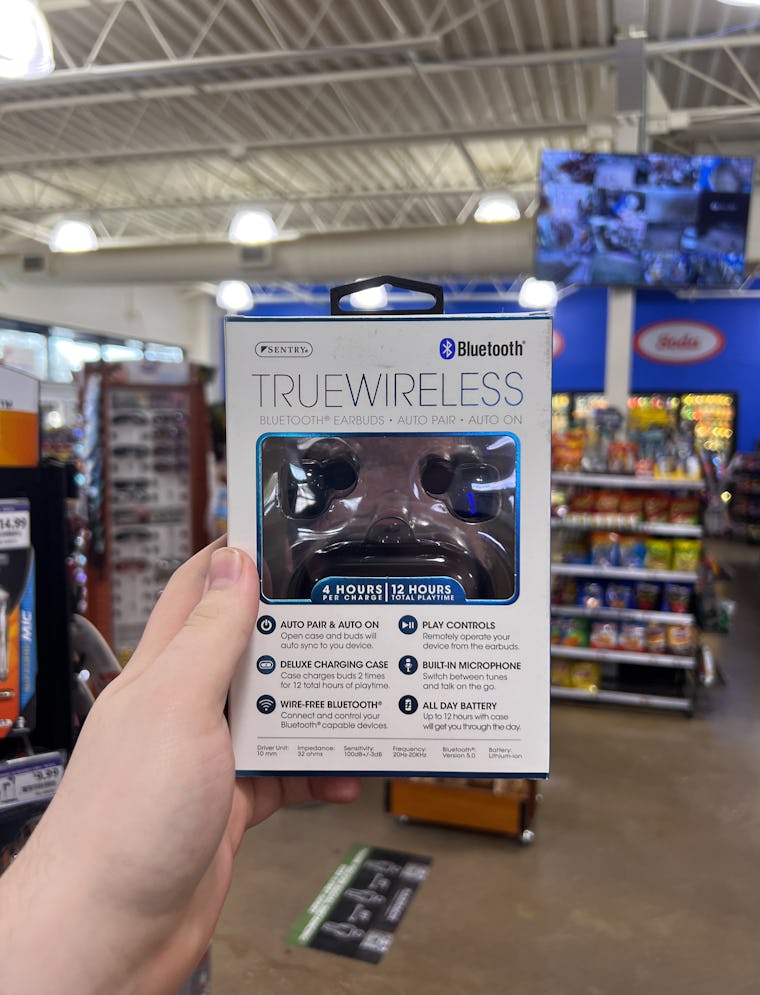 SENTRY
Bluetooth®
TRUEWIRELESS
BLUETOOTH® EARBUDS • AUTO PAIR • AUTO ON
4 HOURS
PER CHARGE
12 HOURS
TOTAL PLAYTIME
AUTO PAIR & AUTO ON
Open case and buds will
auto sync to you device.
DELUXE CHARGING CASE
Case charges buds 2 times
for 12 total hours of playtime.
WIRE-FREE BLUETOOTH®
Connect and control your
Bluetooth® capable devices.
PLAY CONTROLS
Remotely operate your
device from the earbuds.
BUILT-IN MICROPHONE
Switch between tunes
and talk on the go.
ALL DAY BATTERY
Up to 12 hours with case
will get you through the day.
Driver Unit:
10 mm
Impedance:
32 ohms
Sensitivity:
100dB+/-3dB
Frequency:
20Hz-20KHz
Bluetooth®:
Version 5.0
Battery:
Lithium-ion
Soda
14.99
MIC
9.99